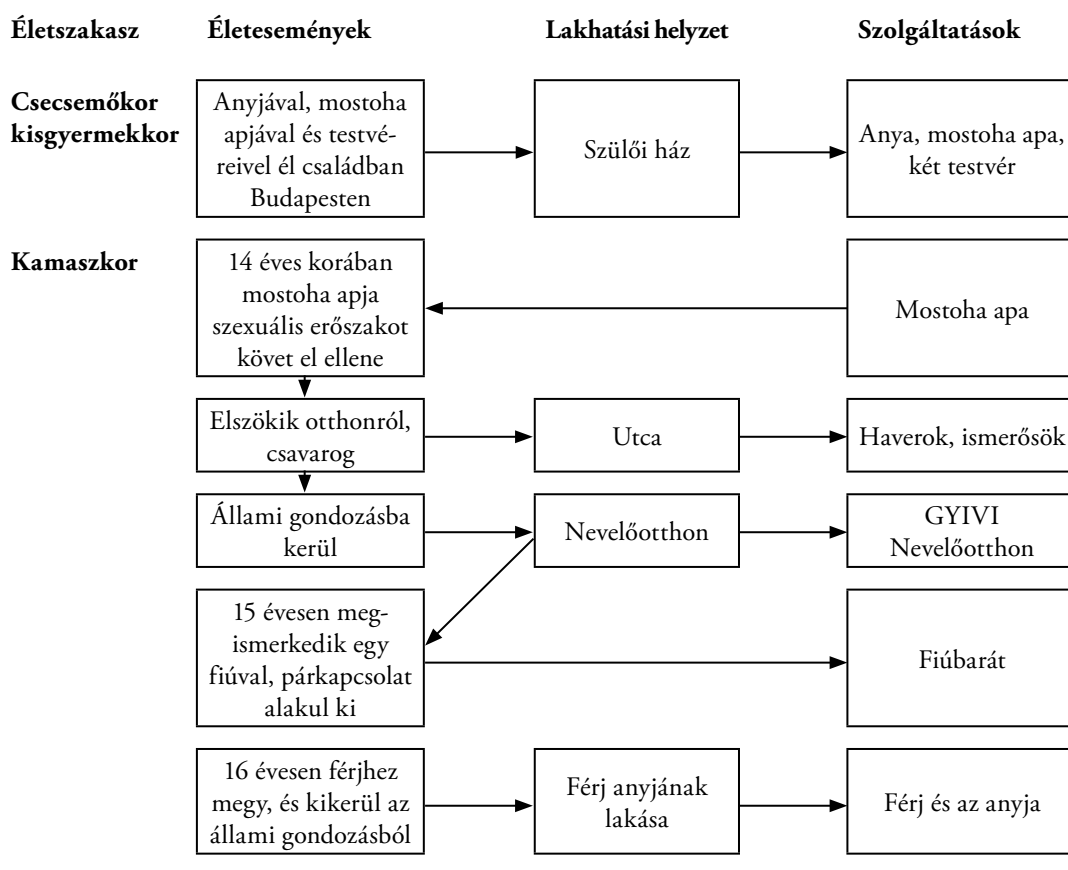 Életszakasz
Életesemények
Lakhatási helyzet
Szolgáltatások
Csecsemőkor
kisgyermekkor
Anyjával, mostoha
apjával és testvé-
reivel él családban
Budapesten
Szülői ház
Anya, mostoha apa,
két testvér
Kamaszkor
14 éves korában
mostoha apja
szexuális erőszakot
követ el ellene
Mostoha apa
Elszökik otthonról,
csavarog
Utca
Haverok, ismerősök
Állami gondozásba
kerül
Nevelőotthon
GYIVI
Nevelőotthon
15 évesen meg-
ismerkedik egy
fiúval, párkapcsolat
alakul ki
Fiúbarát
16 évesen férjhez
megy, és kikerül az
állami gondozásból
Férj anyjának
lakása
Férj és az anyja